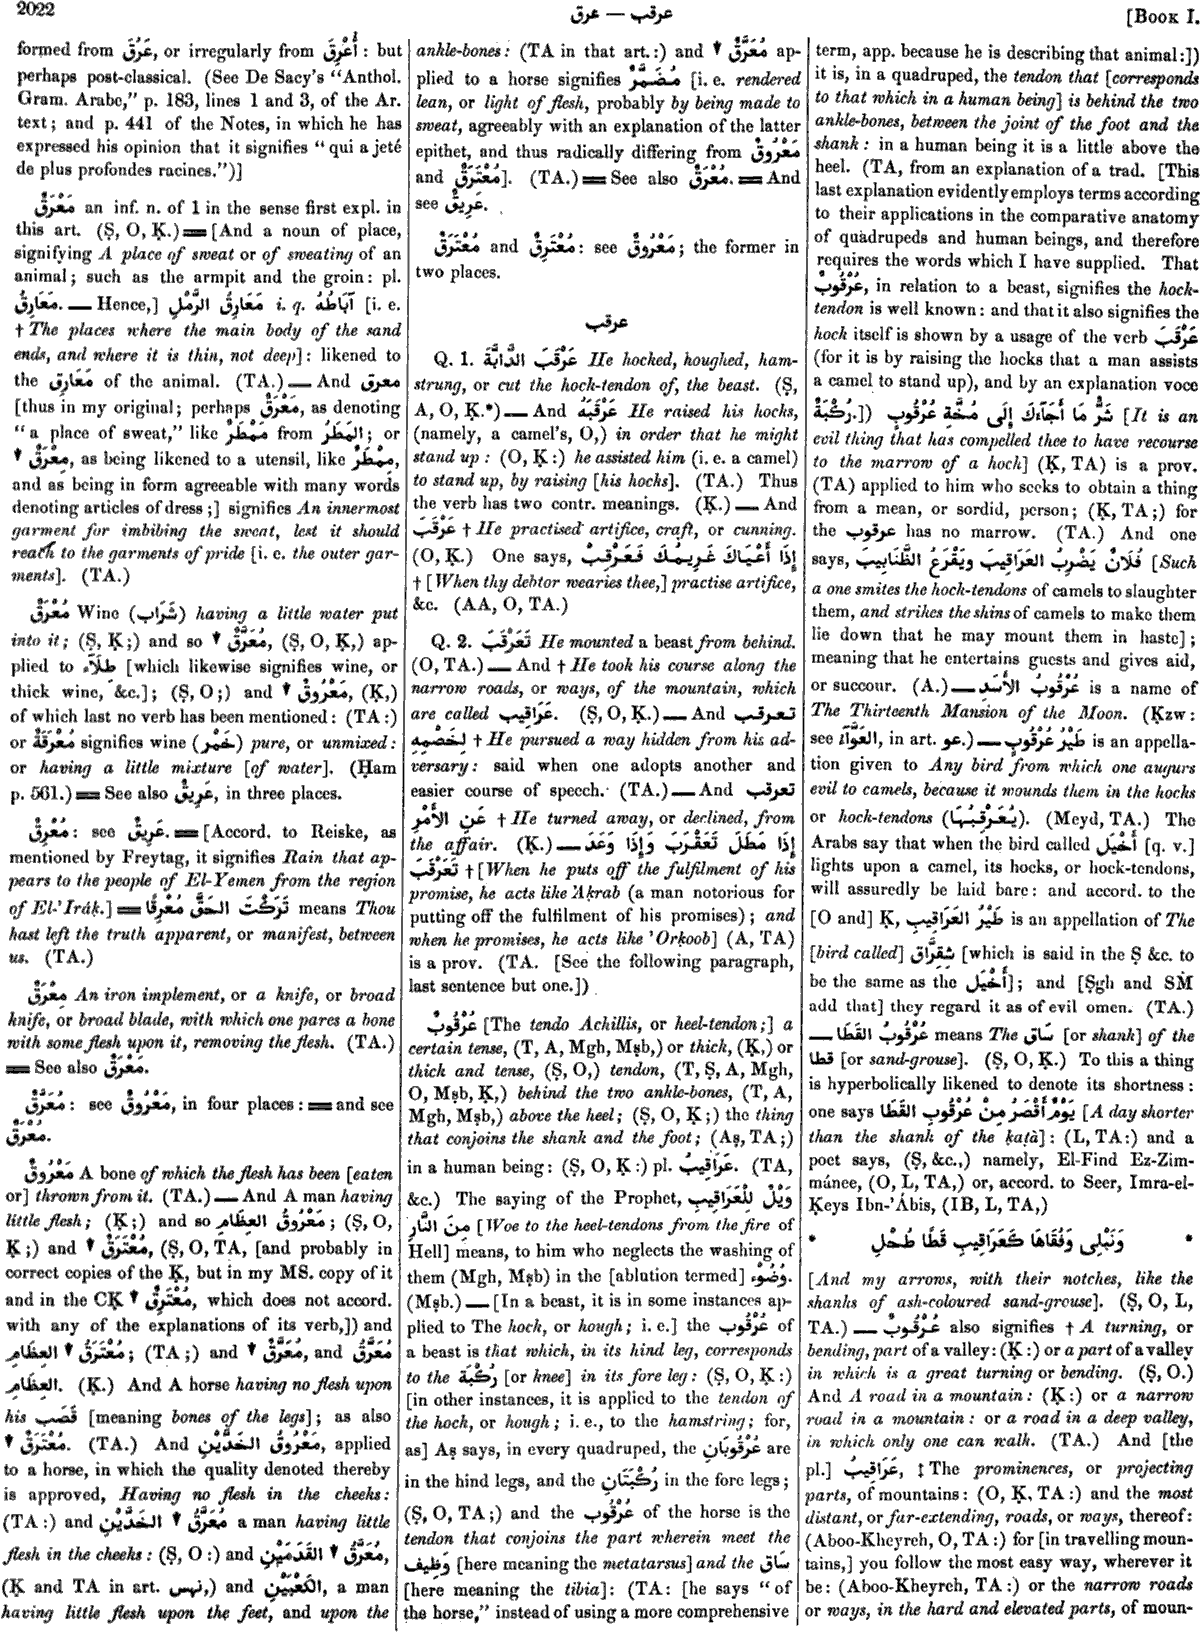 2022
عرقب — عرق
[BOOK I.
formed from عَرُقَ, or irregularly from أُعْرِقَ : but
perhaps post-classical. (See De Sacy's "Anthol.
Gram. Arabe," p. 183, lines 1 and 3, of the Ar.
text; and p. 441 of the Notes, in which he has
expressed his opinion that it signifies "qui a jeté
de plus profondes racines.")]
مَعْرَقٌ an inf. n. of 1 in the sense first expl. in
this art. (Ṣ, O, Ḳ.) ═ [And a noun of place,
signifying A place of sweat or of sweating of an
animal; such as the armpit and the groin: pl.
مَعَارِقُ. — Hence,] مَعَارِقُ الرَّمْلِ i. q. آبَاطُهُ [i. e.
† The places where the main body of the sand
ends, and where it is thin, not deep]: likened to
the مَعَارِق of the animal. (TA.) — And معرق
[thus in my original; perhaps مَعْرَقٌ, as denoting
"a place of sweat," like مَمْطَرٌ from المَطَرُ; or
▼ مِعْرَقٌ, as being likened to a utensil, like مِمْطَرٌ,
and as being in form agreeable with many words
denoting articles of dress;] signifies An innermost
garment for imbibing the sweat, lest it should
reach to the garments of pride [i. e. the outer gar-
ments]. (TA.)
مُعْرَقٌ Wine (شَرَاب) having a little water put
into it; (Ṣ, Ḳ;) and so ▼ مُعَرَّقٌ, (Ṣ, O, Ḳ,) ap-
plied to طِلَآء [which likewise signifies wine, or
thick wine, &c.]; (Ṣ, O;) and ▼ مَعْرُوقٌ, (Ḳ,)
of which last no verb has been mentioned: (TA:)
or مُعْرَقَةٌ signifies wine (خَمْر) pure, or unmixed:
or having a little mixture [of water]. (Ḥam
p. 561.) ═ See also عَرِيقٌ, in three places.
مُعْرِقٌ: see عَرِيقٌ. ═ [Accord. to Reiske, as
mentioned by Freytag, it signifies Rain that ap-
pears to the people of El-Yemen from the region
of El-'Irák.] ═ تَرَكْتَ الحَقَّ مُعْرِقًا means Thou
hast left the truth apparent, or manifest, between
us. (TA.)
مِعْرَقٌ An iron implement, or a knife, or broad
knife, or broad blade, with which one pares a bone
with some flesh upon it, removing the flesh. (TA.)
═ See also مَعْرَقٌ.
مُعَرَّقٌ: see مَعْرُوقٌ, in four places: ═ and see
مُعْرَقٌ.
مَعْرُوقٌ A bone of which the flesh has been [eaten
or] thrown from it. (TA.) — And A man having
little flesh; (Ḳ;) and so مَعْرُوقُ العِظَامِ; (Ṣ, O,
Ḳ;) and ▼ مُعْتَرَقٌ, (Ṣ, O, TA, [and probably in
correct copies of the Ḳ, but in my MS. copy of it
and in the CḲ ▼ مُعْتَرِقٌ, which does not accord.
with any of the explanations of its verb,]) and
مُعْتَرَقُ ▼ العِظَامِ; (TA;) and ▼ مُعَرَّقٌ, and مُعَرَّقُ
العِظَامِ. (Ḳ.) And A horse having no flesh upon
his قَصَب [meaning bones of the legs]; as also
▼ مُعْتَرَقٌ. (TA.) And مَعْرُوقُ الخَدَّيْنِ, applied
to a horse, in which the quality denoted thereby
is approved, Having no flesh in the cheeks:
(TA:) and مُعَرَّقُ ▼ الخَدَّيْنِ a man having little
flesh in the cheeks: (Ṣ, O:) and مُعَرَّقُ ▼ القَدَمَيْنِ,
(Ḳ and TA in art. نهس,) and الكَعْبَيْنِ, a man
having little flesh upon the feet, and upon the
ankle-bones: (TA in that art.:) and ▼ مُعَرَّقٌ ap-
plied to a horse signifies مُضَمَّرٌ [i. e. rendered
lean, or light of flesh, probably by being made to
sweat, agreeably with an explanation of the latter
epithet, and thus radically differing from مَعْرُوقٌ
and مُعْتَرَقٌ]. (TA.) ═ See also مُعْرَقٌ. ═ And
see عَرِيقٌ.
مُعْتَرَقٌ and مُعْتَرِقٌ: see مَعْرُوقٌ; the former in
two places.
عرقب
Q. 1. عَرْقَبَ الدَّابَّةَ He hocked, houghed, ham-
strung, or cut the hock-tendon of, the beast. (Ṣ,
A, O, Ḳ.*) — And عَرْقَبَهُ He raised his hocks,
(namely, a camel's, O,) in order that he might
stand up: (O, Ḳ:) he assisted him (i. e. a camel)
to stand up, by raising [his hocks]. (TA.) Thus
the verb has two contr. meanings. (Ḳ.) — And
عَرْقَبَ † He practised artifice, craft, or cunning.
(O, Ḳ.) One says, إِذَا أَعْيَاكَ غَرِيمُكَ فَعَرْقِبْ
† [When thy debtor wearies thee,] practise artifice,
&c. (AA, O, TA.)
Q. 2. تَعَرْقَبَ He mounted a beast from behind.
(O, TA.) — And † He took his course along the
narrow roads, or ways, of the mountain, which
are called عَرَاقِيب. (Ṣ, O, Ḳ.) — And تعرقب
لِخَصْمِهِ † He pursued a way hidden from his ad-
versary: said when one adopts another and
easier course of speech. (TA.) — And تعرقب
عَنِ الأَمْرِ † He turned away, or declined, from
the affair. (Ḳ.) — إِذَا مَطَلَ تَعَقْرَبَ وَإِذَا وَعَدَ
تَعَرْقَبَ † [When he puts off the fulfilment of his
promise, he acts like 'Aḳrab (a man notorious for
putting off the fulfilment of his promises); and
when he promises, he acts like 'Orḳoob] (A, TA)
is a prov. (TA. [See the following paragraph,
last sentence but one.])
عُرْقُوبٌ [The tendo Achillis, or heel-tendon;] a
certain tense, (T, A, Mgh, Mṣb,) or thick, (Ḳ,) or
thick and tense, (Ṣ, O,) tendon, (T, Ṣ, A, Mgh,
O, Mṣb, Ḳ,) behind the two ankle-bones, (T, A,
Mgh, Mṣb,) above the heel; (Ṣ, O, Ḳ;) the thing
that conjoins the shank and the foot; (Aṣ, TA;)
in a human being: (Ṣ, O, Ḳ:) pl. عَرَاقِيبُ. (TA,
&c.) The saying of the Prophet, وَيْلٌ لِلْعَرَاقِيبِ
مِنَ النَّارِ [Woe to the heel-tendons from the fire of
Hell] means, to him who neglects the washing of
them (Mgh, Mṣb) in the [ablution termed] وُضُوْء.
(Mṣb.) — [In a beast, it is in some instances ap-
plied to The hock, or hough; i. e.] the عُرْقُوب of
a beast is that which, in its hind leg, corresponds
to the رُكْبَة [or knee] in its fore leg: (Ṣ, O, Ḳ:)
[in other instances, it is applied to the tendon of
the hock, or hough; i. e., to the hamstring; for,
as] Aṣ says, in every quadruped, the عُرْقُوبَانِ are
in the hind legs, and the رُكْبَتَانِ in the fore legs;
(Ṣ, O, TA;) and the عُرْقُوب of the horse is the
tendon that conjoins the part wherein meet the
وَظِيف [here meaning the metatarsus] and the سَاق
[here meaning the tibia]: (TA: [he says "of
the horse," instead of using a more comprehensive
term, app. because he is describing that animal:])
it is, in a quadruped, the tendon that [corresponds
to that which in a human being] is behind the two
ankle-bones, between the joint of the foot and the
shank: in a human being it is a little above the
heel. (TA, from an explanation of a trad. [This
last explanation evidently employs terms according
to their applications in the comparative anatomy
of quadrupeds and human beings, and therefore
requires the words which I have supplied. That
عُرْقُوبٌ, in relation to a beast, signifies the hock-
tendon is well known: and that it also signifies the
hock itself is shown by a usage of the verb عَرْقَبَ
(for it is by raising the hocks that a man assists
a camel to stand up), and by an explanation voce
رُكْبَةٌ.]) شَرٌّ مَا أَجَآءَكَ إِلَى مُخَّةِ عُرْقُوبٍ [It is an
evil thing that has compelled thee to have recourse
to the marrow of a hock] (Ḳ, TA) is a prov.
(TA) applied to him who seeks to obtain a thing
from a mean, or sordid, person; (Ḳ, TA;) for
the عرقوب has no marrow. (TA.) And one
says, فُلَانٌ يَضْرِبُ العَرَاقِيبَ وَيَقْرَعُ الظَّنَابِيبَ [Such
a one smites the hock-tendons of camels to slaughter
them, and strikes the shins of camels to make them
lie down that he may mount them in haste];
meaning that he entertains guests and gives aid,
or succour. (A.) — عُرْقُوبُ الأَسَدِ is a name of
The Thirteenth Mansion of the Moon. (Ḳzw:
see العَوَّآءُ, in art. عو.) — طَيْرُ عُرْقُوبٍ is an appella-
tion given to Any bird from which one augurs
evil to camels, because it wounds them in the hocks
or hock-tendons (يُعَرْقِبُهَا). (Meyd, TA.) The
Arabs say that when the bird called أَخْيَل [q. v.]
lights upon a camel, its hocks, or hock-tendons,
will assuredly be laid bare: and accord. to the
[O and] Ḳ, طَيْرُ العَرَاقِيبِ is an appellation of The
[bird called] شِقِرَّاق [which is said in the Ṣ &c. to
be the same as the أَخْيَل]; and [Ṣgh and SM
add that] they regard it as of evil omen. (TA.)
— عُرْقُوبُ القَطَا means The سَاق [or shank] of the
قطا [or sand-grouse]. (Ṣ, O, Ḳ.) To this a thing
is hyperbolically likened to denote its shortness:
one says يَوْمٌ أَقْصَرُ مِنْ عُرْقُوبِ القَطَا [A day shorter
than the shank of the ḳaṭà]: (L, TA:) and a
poet says, (Ṣ, &c.,) namely, El-Find Ez-Zim-
mánee, (O, L, TA,) or, accord. to Seer, Imra-el-
Ḳeys Ibn-'Ábis, (IB, L, TA,)
* وَنَبْلِى وَفُقَاهَا كَعَرَاقِيبِ قَطًا طُحْلِ *
[And my arrows, with their notches, like the
shanks of ash-coloured sand-grouse]. (Ṣ, O, L,
TA.) — عُرْقُوبٌ also signifies † A turning, or
bending, part of a valley: (Ḳ:) or a part of a valley
in which is a great turning or bending. (Ṣ, O.)
And A road in a mountain: (Ḳ:) or a narrow
road in a mountain: or a road in a deep valley,
in which only one can walk. (TA.) And [the
pl.] عَرَاقِيبُ, ‡ The prominences, or projecting
parts, of mountains: (O, Ḳ, TA:) and the most
distant, or far-extending, roads, or ways, thereof:
(Aboo-Kheyreh, O, TA:) for [in travelling moun-
tains,] you follow the most easy way, wherever it
be: (Aboo-Kheyreh, TA:) or the narrow roads
or ways, in the hard and elevated parts, of moun-